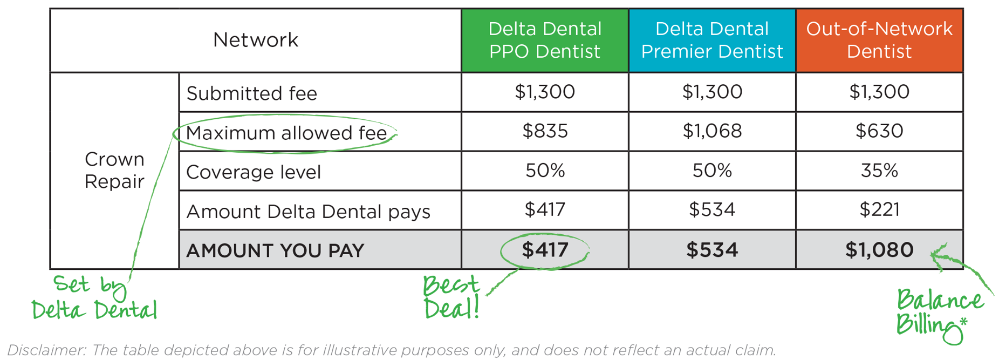 Network
Delta Dental
PPO Dentist
Delta Dental
Premier Dentist
Out-of-Network
Dentist
Crown
Repair
Submitted fee $1,300 $1,300 $1,300
Maximum allowed fee $835 $1,068 $630
Coverage level 50% 50% 35%
Amount Delta Dental pays $417 $534 $221
AMOUNT YOU PAY $417 $534 $1,080
Set by
Delta Dental
Best
Deal!
Balance
Billing*
Disclaimer: The table depicted above is for illustrative purposes only, and does not reflect an actual claim.